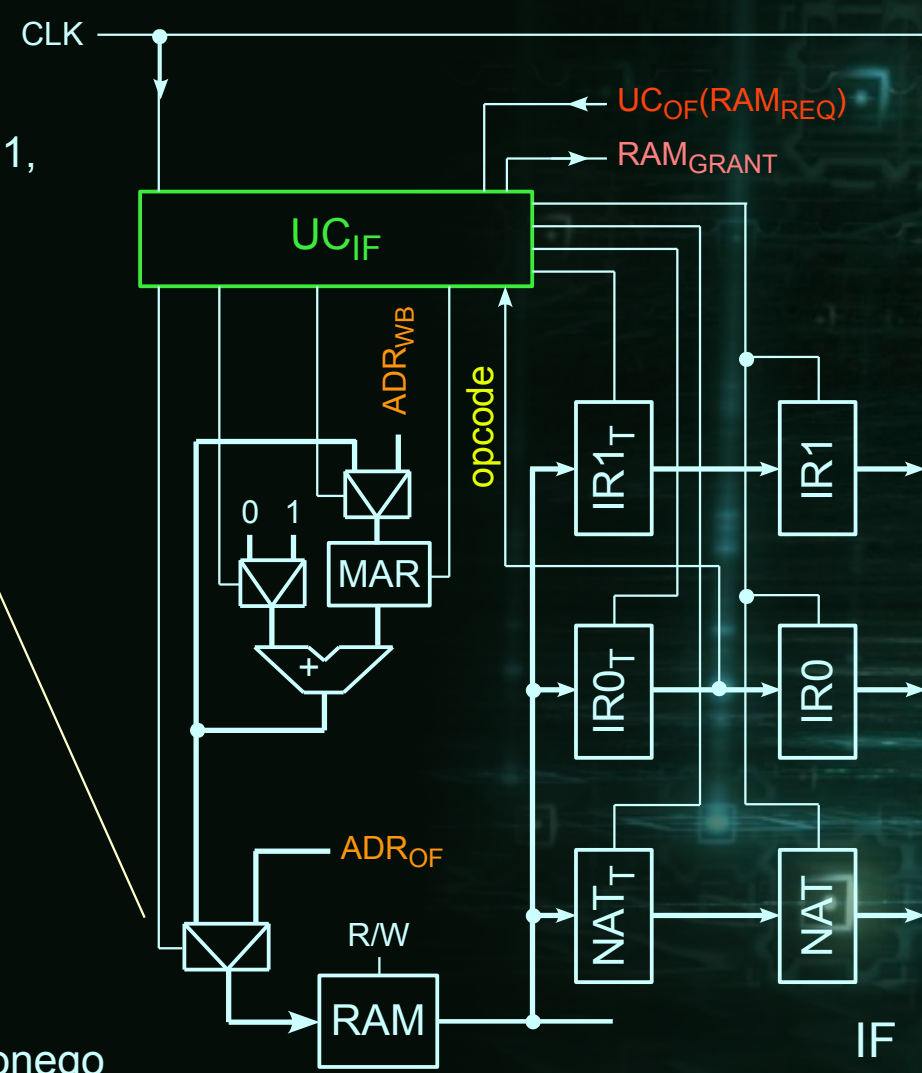 CLK
UC_OF(RAM_REQ)
1,
RAM_GRANT
UC_IF
ADR_WB
opcode
IR1_T
IR1
0 1
MAR
+
IR0_T
IR0
ADR_OF
NAT_T
NAT
R/W
RAM
IF
onego